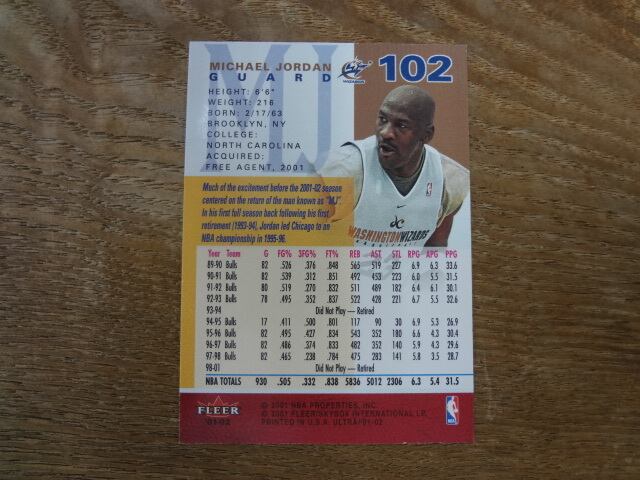 MICHAEL JORDAN
GUARD
WIZARDS
102
HEIGHT: 6'6"
WEIGHT: 216
BORN: 2/17/63
BROOKLYN, NY
COLLEGE:
NORTH CAROLINA
ACQUIRED:
FREE AGENT, 2001
MJ
Much of the excitement before the 2001-02 season
centered on the return of the man known as "MJ".
In his first full season back following his first
retirement (1993-94), Jordan led Chicago to an
NBA championship in 1995-96.
WASHINGTON WIZARDS
BASKETBALL
Year Team G FG% 3FG% FT% REB AST STL RPG APG PPG
89-90 Bulls 82 .526 .376 .848 565 519 227 6.9 6.3 33.6
90-91 Bulls 82 .539 .312 .851 492 453 223 6.0 5.5 31.5
91-92 Bulls 80 .519 .270 .832 511 489 182 6.4 6.1 30.1
92-93 Bulls 78 .495 .352 .837 522 428 221 6.7 5.5 32.6
93-94 Did Not Play — Retired
94-95 Bulls 17 .411 .500 .801 117 90 30 6.9 5.3 26.9
95-96 Bulls 82 .495 .427 .834 543 352 180 6.6 4.3 30.4
96-97 Bulls 82 .486 .374 .833 482 352 140 5.9 4.3 29.6
97-98 Bulls 82 .465 .238 .784 475 283 141 5.8 3.5 28.7
98-01 Did Not Play — Retired
NBA TOTALS 930 .505 .332 .838 5836 5012 2306 6.3 5.4 31.5
FLEER
'01-02
© 2001 NBA PROPERTIES, INC.
© 2001 FLEER/SKYBOX INTERNATIONAL LP.
PRINTED IN U.S.A. ULTRA '01-02
NBA